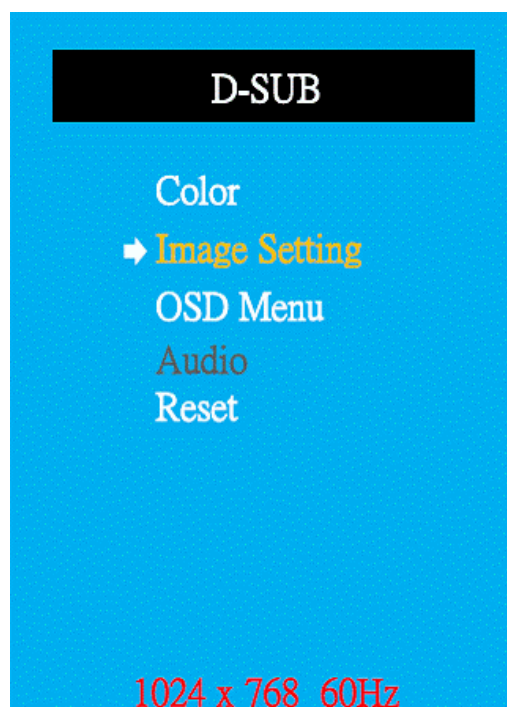 D-SUB
Color
Image Setting
OSD Menu
Audio
Reset
1024 x 768 60Hz